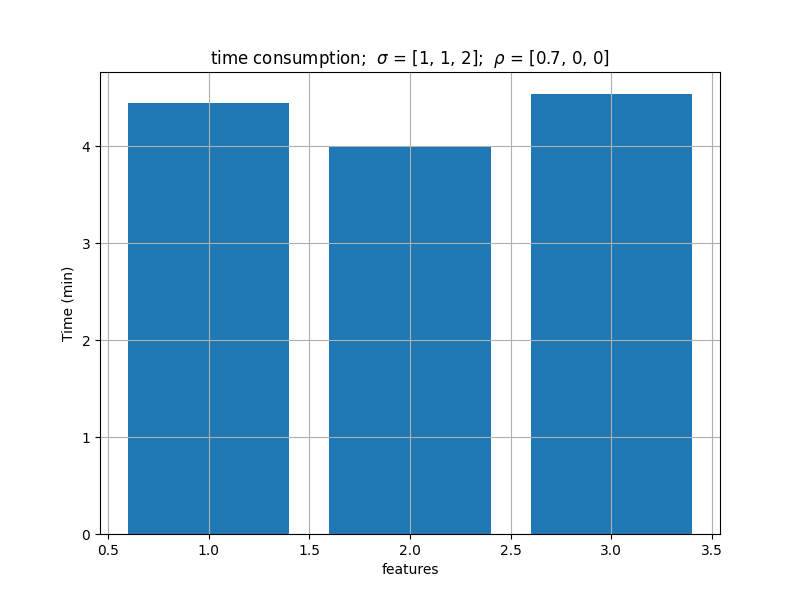 time consumption; σ = [1, 1, 2]; ρ = [0.7, 0, 0]
Time (min)
4
3
2
1
0
0.5 1.0 1.5 2.0 2.5 3.0 3.5
features